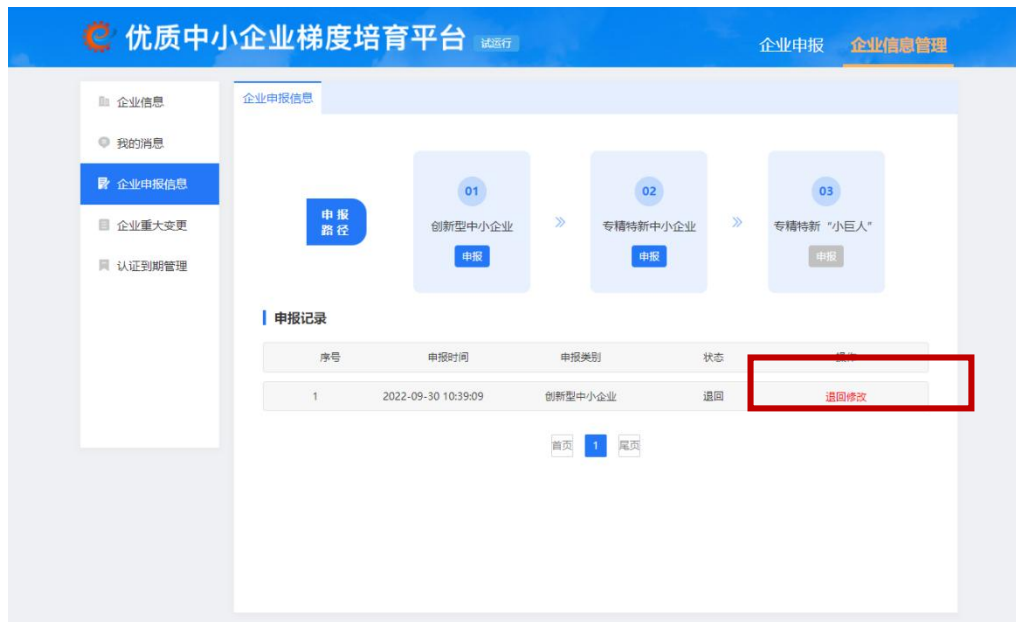 优质中小企业梯度培育平台 试运行
企业申报 企业信息管理
企业信息
我的消息
企业申报信息
企业重大变更
认证到期管理
企业申报信息
申报
路径
01
创新型中小企业
申报
02
专精特新中小企业
申报
03
专精特新“小巨人”
申报
申报记录
序号 申报时间 申报类别 状态 操作
1 2022-09-30 10:39:09 创新型中小企业 退回 退回修改
首页 1 尾页